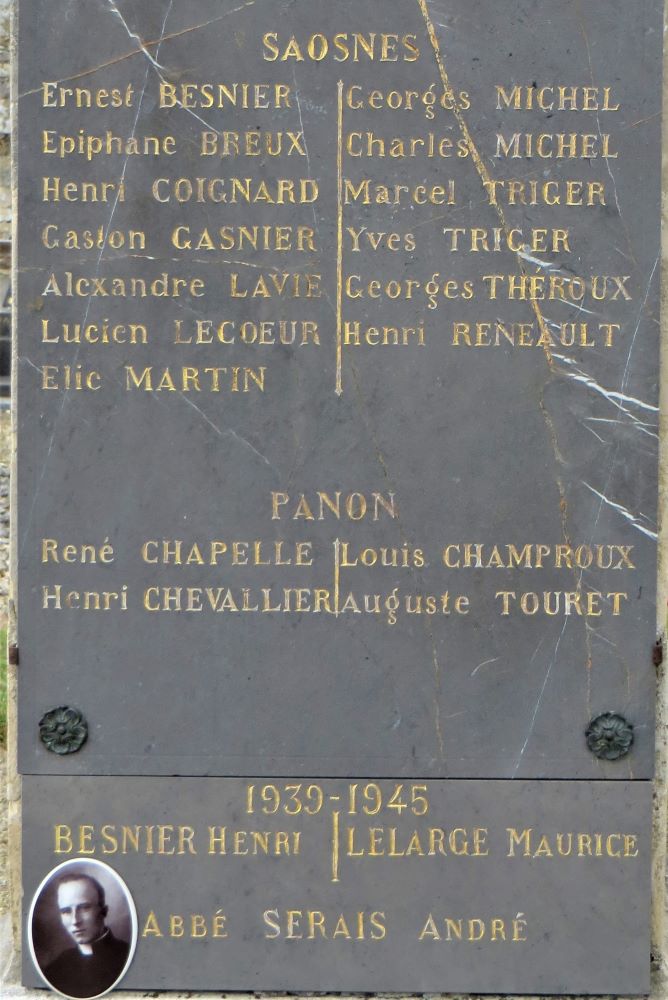 SAOSNES
Ernest BESNIER Georges MICHEL
Epiphane BREUX Charles MICHEL
Henri COIGNARD Marcel TRIGER
Gaston GASNIER Yves TRIGER
Alexandre LAVIE Georges THÉROUX
Lucien LECOEUR Henri RENEAULT
Elie MARTIN
PANON
René CHAPELLE Louis CHAMPROUX
Henri CHEVALLIER Auguste TOURET
1939-1945
BESNIER HENRI LELARGE MAURICE
ABBÉ SERAIS ANDRÉ